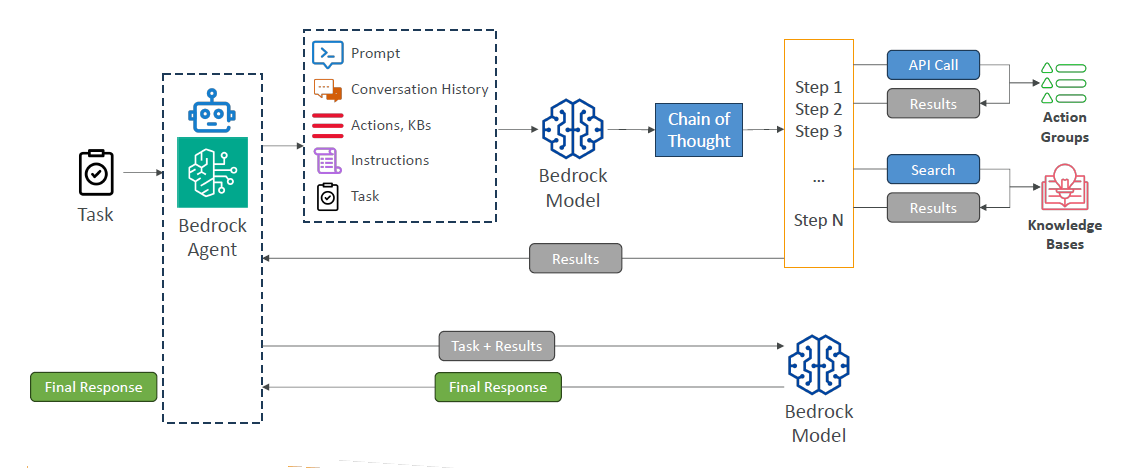 Prompt
Conversation History
Actions, KBs
Instructions
Task
Task
Bedrock
Agent
Bedrock
Model
Chain of
Thought
Step 1
Step 2
Step 3
...
Step N
API Call
Results
Action
Groups
Search
Results
Knowledge
Bases
Results
Task + Results
Final Response
Final Response
Bedrock
Model